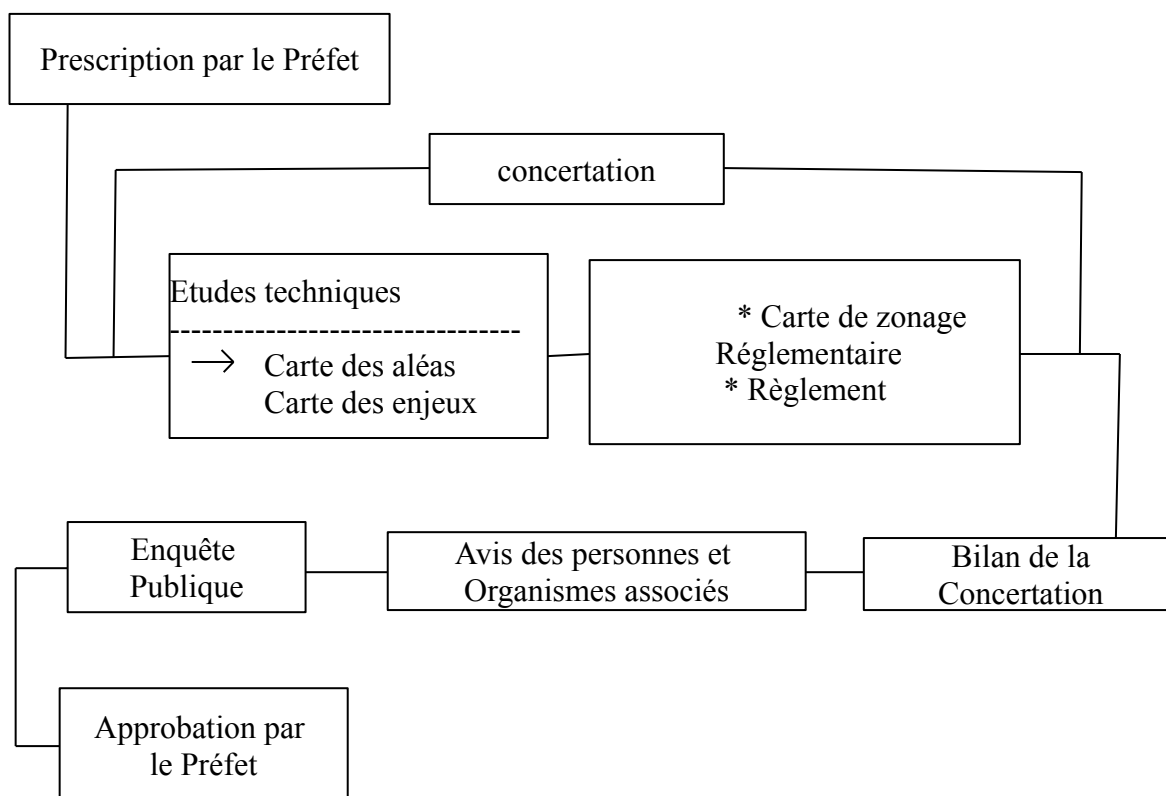 Prescription par le Préfet
concertation
Etudes techniques
---------------------------------
→ Carte des aléas
Carte des enjeux
* Carte de zonage
Réglementaire
* Règlement
Enquête
Publique
Avis des personnes et
Organismes associés
Bilan de la
Concertation
Approbation par
le Préfet